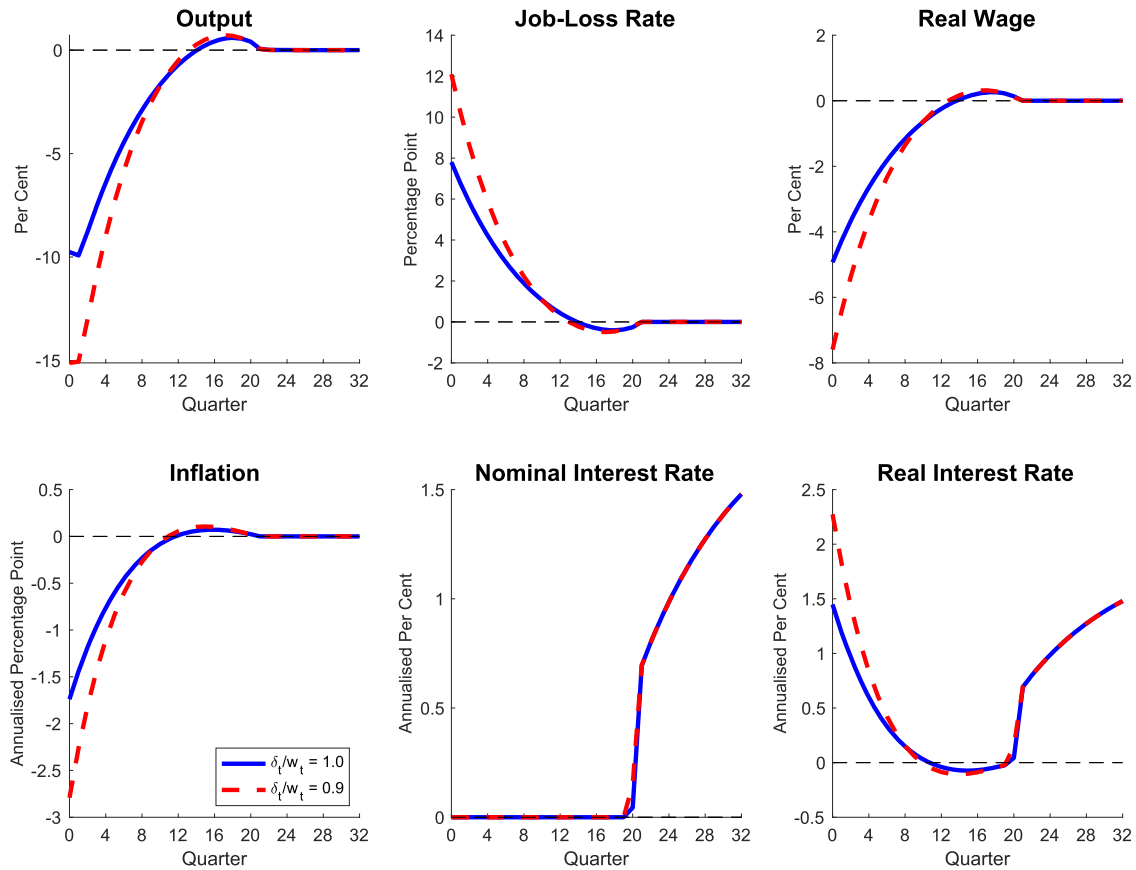 Output
0
-5
-10
-15
Per Cent
0 4 8 12 16 20 24 28 32
Quarter
Job-Loss Rate
14
12
10
8
6
4
2
0
-2
Percentage Point
0 4 8 12 16 20 24 28 32
Quarter
Real Wage
2
0
-2
-4
-6
-8
Per Cent
0 4 8 12 16 20 24 28 32
Quarter
Inflation
0.5
0
-0.5
-1
-1.5
-2
-2.5
-3
Annualised Percentage Point
δt/wt = 1.0
δt/wt = 0.9
0 4 8 12 16 20 24 28 32
Quarter
Nominal Interest Rate
1.5
1
0.5
0
Annualised Per Cent
0 4 8 12 16 20 24 28 32
Quarter
Real Interest Rate
2.5
2
1.5
1
0.5
0
-0.5
Annualised Per Cent
0 4 8 12 16 20 24 28 32
Quarter